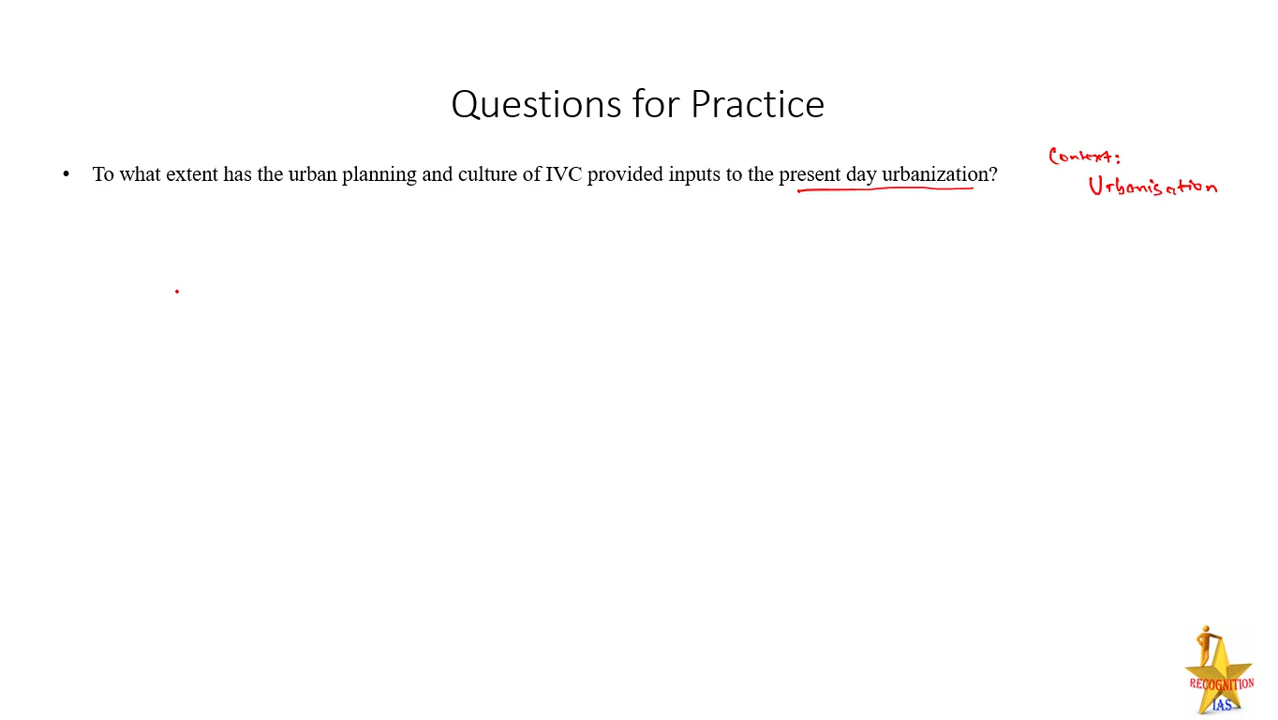 Questions for Practice
• To what extent has the urban planning and culture of IVC provided inputs to the present day urbanization?
Context:
Urbanisation
RECOGNITION
IAS